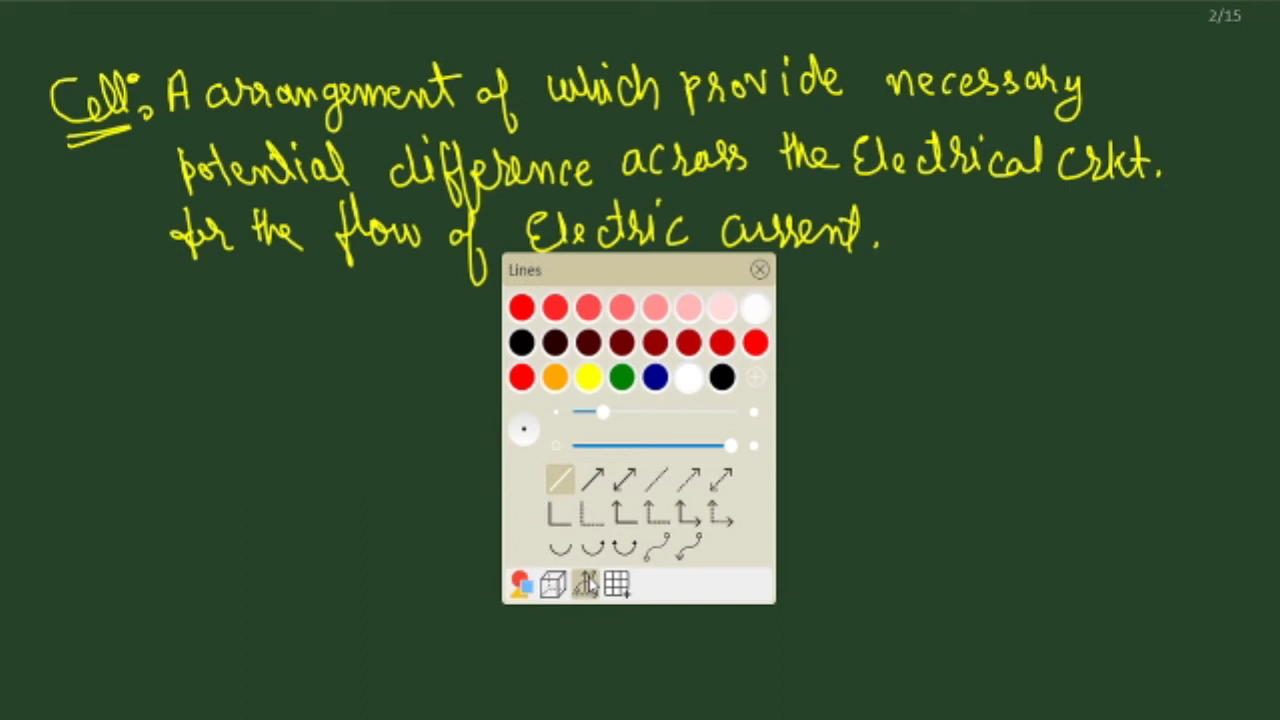 2/15
Cell:, A arrangement of which provide necessary
potential difference across the Electrical crkt.
for the flow of Electric current.
Lines